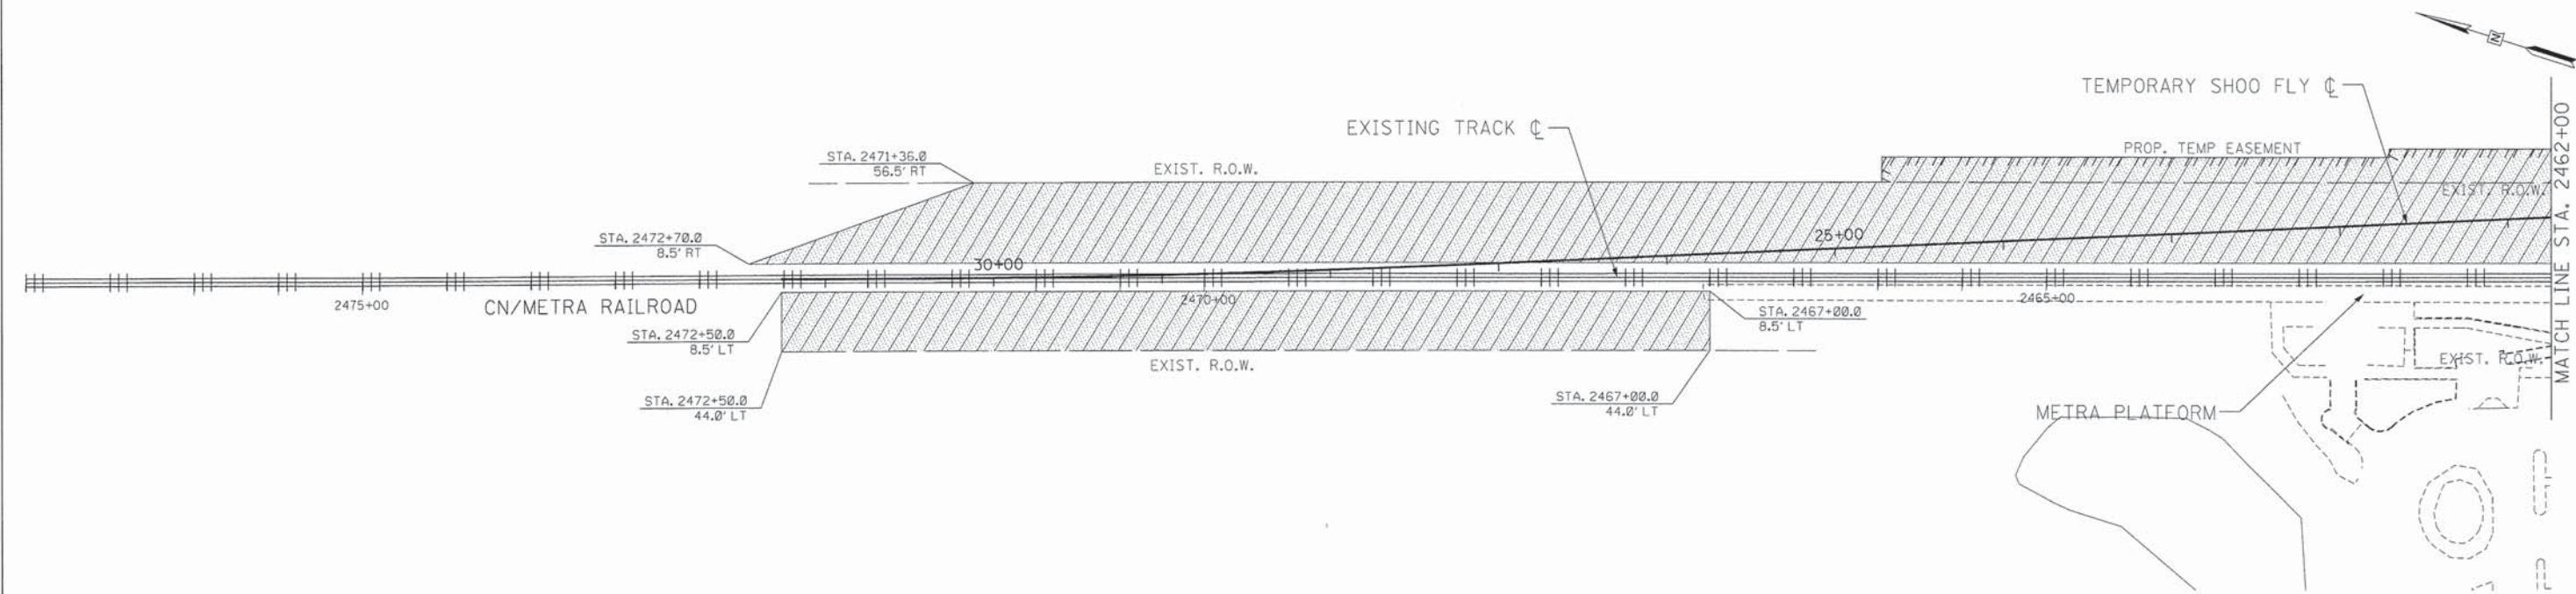 N
TEMPORARY SHOO FLY ℄
EXISTING TRACK ℄
STA. 2471+36.0
56.5' RT
EXIST. R.O.W.
PROP. TEMP EASEMENT
EXIST. R.O.W.
MATCH LINE STA. 2462+00
STA. 2472+70.0
8.5' RT
30+00
25+00
2475+00
CN/METRA RAILROAD
2470+00
2465+00
STA. 2472+50.0
8.5' LT
STA. 2467+00.0
8.5' LT
EXIST. R.O.W.
EXIST. R.O.W.
STA. 2472+50.0
44.0' LT
STA. 2467+00.0
44.0' LT
METRA PLATFORM